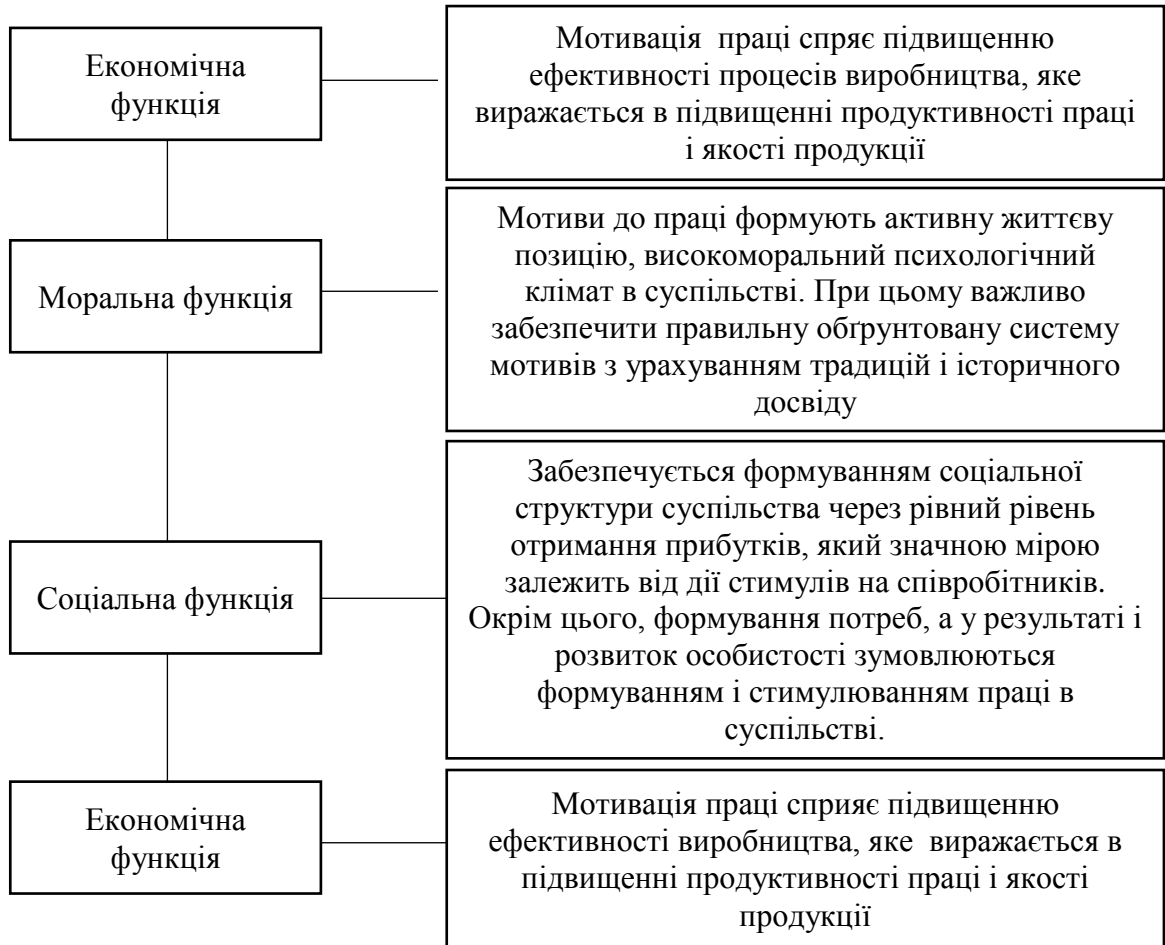 Економічна
функція
Мотивація праці спряє підвищенню
ефективності процесів виробництва, яке
виражається в підвищенні продуктивності праці
і якості продукції
Моральна функція
Мотиви до праці формують активну життєву
позицію, високоморальний психологічний
клімат в суспільстві. При цьому важливо
забезпечити правильну обґрунтовану систему
мотивів з урахуванням традицій і історичного
досвіду
Соціальна функція
Забезпечується формуванням соціальної
структури суспільства через рівний рівень
отримання прибутків, який значною мірою
залежить від дії стимулів на співробітників.
Окрім цього, формування потреб, а у результаті і
розвиток особистості зумовлюються
формуванням і стимулюванням праці в
суспільстві.
Економічна
функція
Мотивація праці сприяє підвищенню
ефективності виробництва, яке виражається в
підвищенні продуктивності праці і якості
продукції